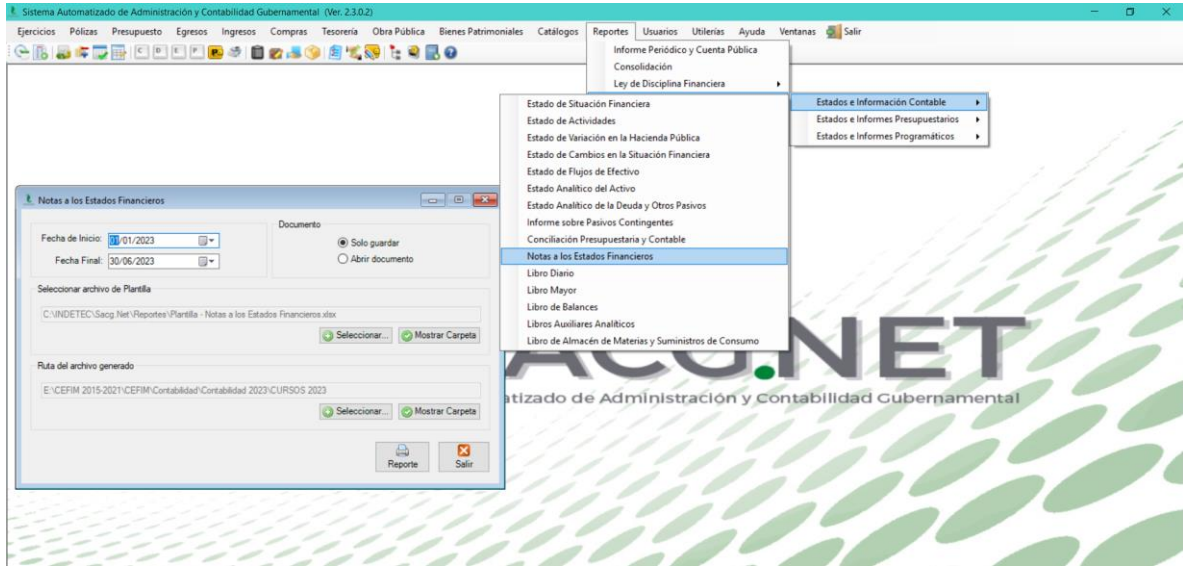 Sistema Automatizado de Administración y Contabilidad Gubernamental (Ver. 2.3.0.2)
Ejercicios Pólizas Presupuesto Egresos Ingresos Compras Tesorería Obra Pública Bienes Patrimoniales Catálogos Reportes Usuarios Utilerías Ayuda Ventanas Salir
C D E P P.
Informe Periódico y Cuenta Pública
Consolidación
Ley de Disciplina Financiera
Estados e Información Contable
Estados e Informes Presupuestarios
Estados e Informes Programáticos
Estado de Situación Financiera
Estado de Actividades
Estado de Variación en la Hacienda Pública
Estado de Cambios en la Situación Financiera
Estado de Flujos de Efectivo
Estado Analítico del Activo
Estado Analítico de la Deuda y Otros Pasivos
Informe sobre Pasivos Contingentes
Conciliación Presupuestaria y Contable
Notas a los Estados Financieros
Libro Diario
Libro Mayor
Libro de Balances
Libros Auxiliares Analíticos
Libro de Almacén de Materias y Suministros de Consumo
Notas a los Estados Financieros
Fecha de Inicio: 01/01/2023
Fecha Final: 30/06/2023
Documento
Solo guardar
Abrir documento
Seleccionar archivo de Plantilla
C:\INDETEC\Sacg.Net\Reportes\Plantilla - Notas a los Estados Financieros.xlsx
Seleccionar... Mostrar Carpeta
Ruta del archivo generado
E:\CEFIM 2015-2021\CEFIM\Contabilidad\Contabilidad 2023\CURSOS 2023
Seleccionar... Mostrar Carpeta
Reporte Salir
ACG.NET
atizado de Administración y Contabilidad Gubernamental